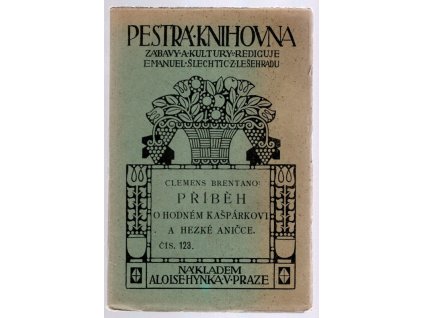 PESTRÁ·KNIHOVNA
ZÁBAVY·A·KULTURY·REDIGUJE
EMANUEL·ŠLECHTIC·Z·LEŠEHRADU
CLEMENS BRENTANO:
PŘÍBĚH
O HODNÉM KAŠPÁRKOVI
A HEZKÉ ANIČCE.
ČÍS. 123.
NÁKLADEM
ALOISE·HYNKA·V·PRAZE